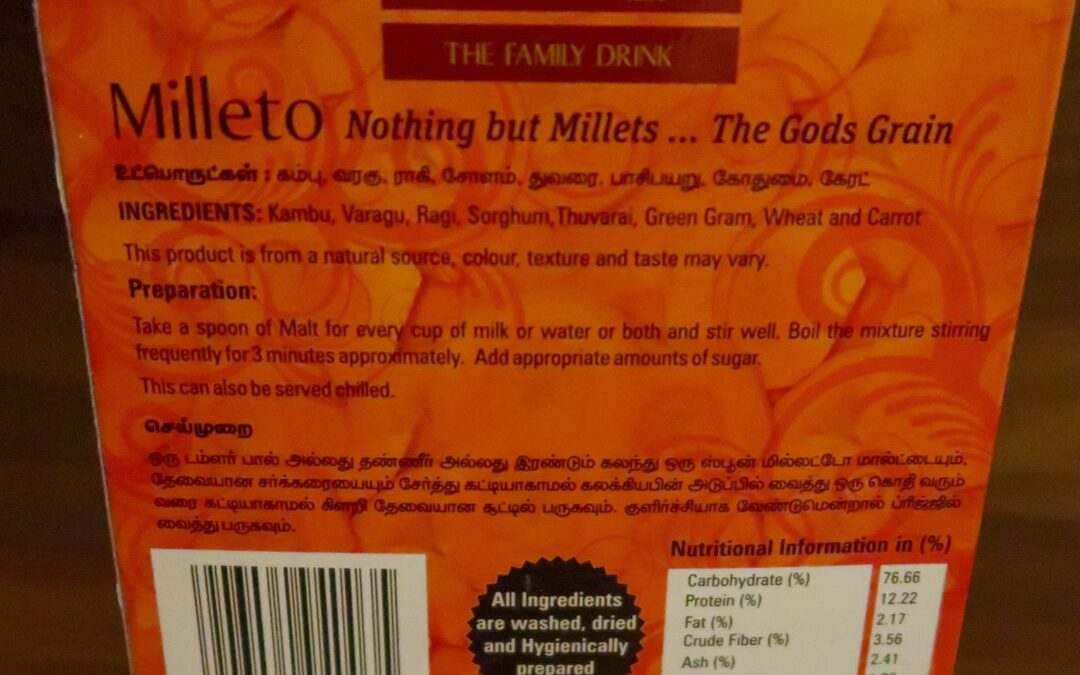 THE FAMILY DRINK
Milleto Nothing but Millets ... The Gods Grain
உட்பொருட்கள் : கம்பு, வரகு, ராகி, சோளம், துவரை, பாசிபயறு, கோதுமை, கேரட்
INGREDIENTS: Kambu, Varagu, Ragi, Sorghum,Thuvarai, Green Gram, Wheat and Carrot
This product is from a natural source, colour, texture and taste may vary.
Preparation:
Take a spoon of Malt for every cup of milk or water or both and stir well. Boil the mixture stirring
frequently for 3 minutes approximately. Add appropriate amounts of sugar.
This can also be served chilled.
செய்முறை
ஒரு டம்ளர் பால் அல்லது தண்ணீர் அல்லது இரண்டும் கலந்து ஒரு ஸ்பூன் மில்லட்டோ மால்ட்டையும்,
தேவையான சர்க்கரையையும் சேர்த்து கட்டியாகாமல் கலக்கியபின் அடுப்பில் வைத்து ஒரு கொதி வரும்
வரை கட்டியாகாமல் கிளறி தேவையான சூட்டில் பருகவும். குளிர்ச்சியாக வேண்டுமென்றால் ப்ரிஜ்ஜில்
வைத்து பருகவும்.
All Ingredients
are washed, dried
and Hygienically
prepared
Nutritional Information in (%)
Carbohydrate (%) 76.66
Protein (%) 12.22
Fat (%) 2.17
Crude Fiber (%) 3.56
Ash (%) 2.41